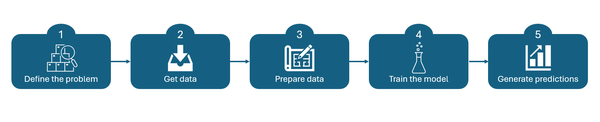 1
Define the problem
2
Get data
3
Prepare data
4
Train the model
5
Generate predictions